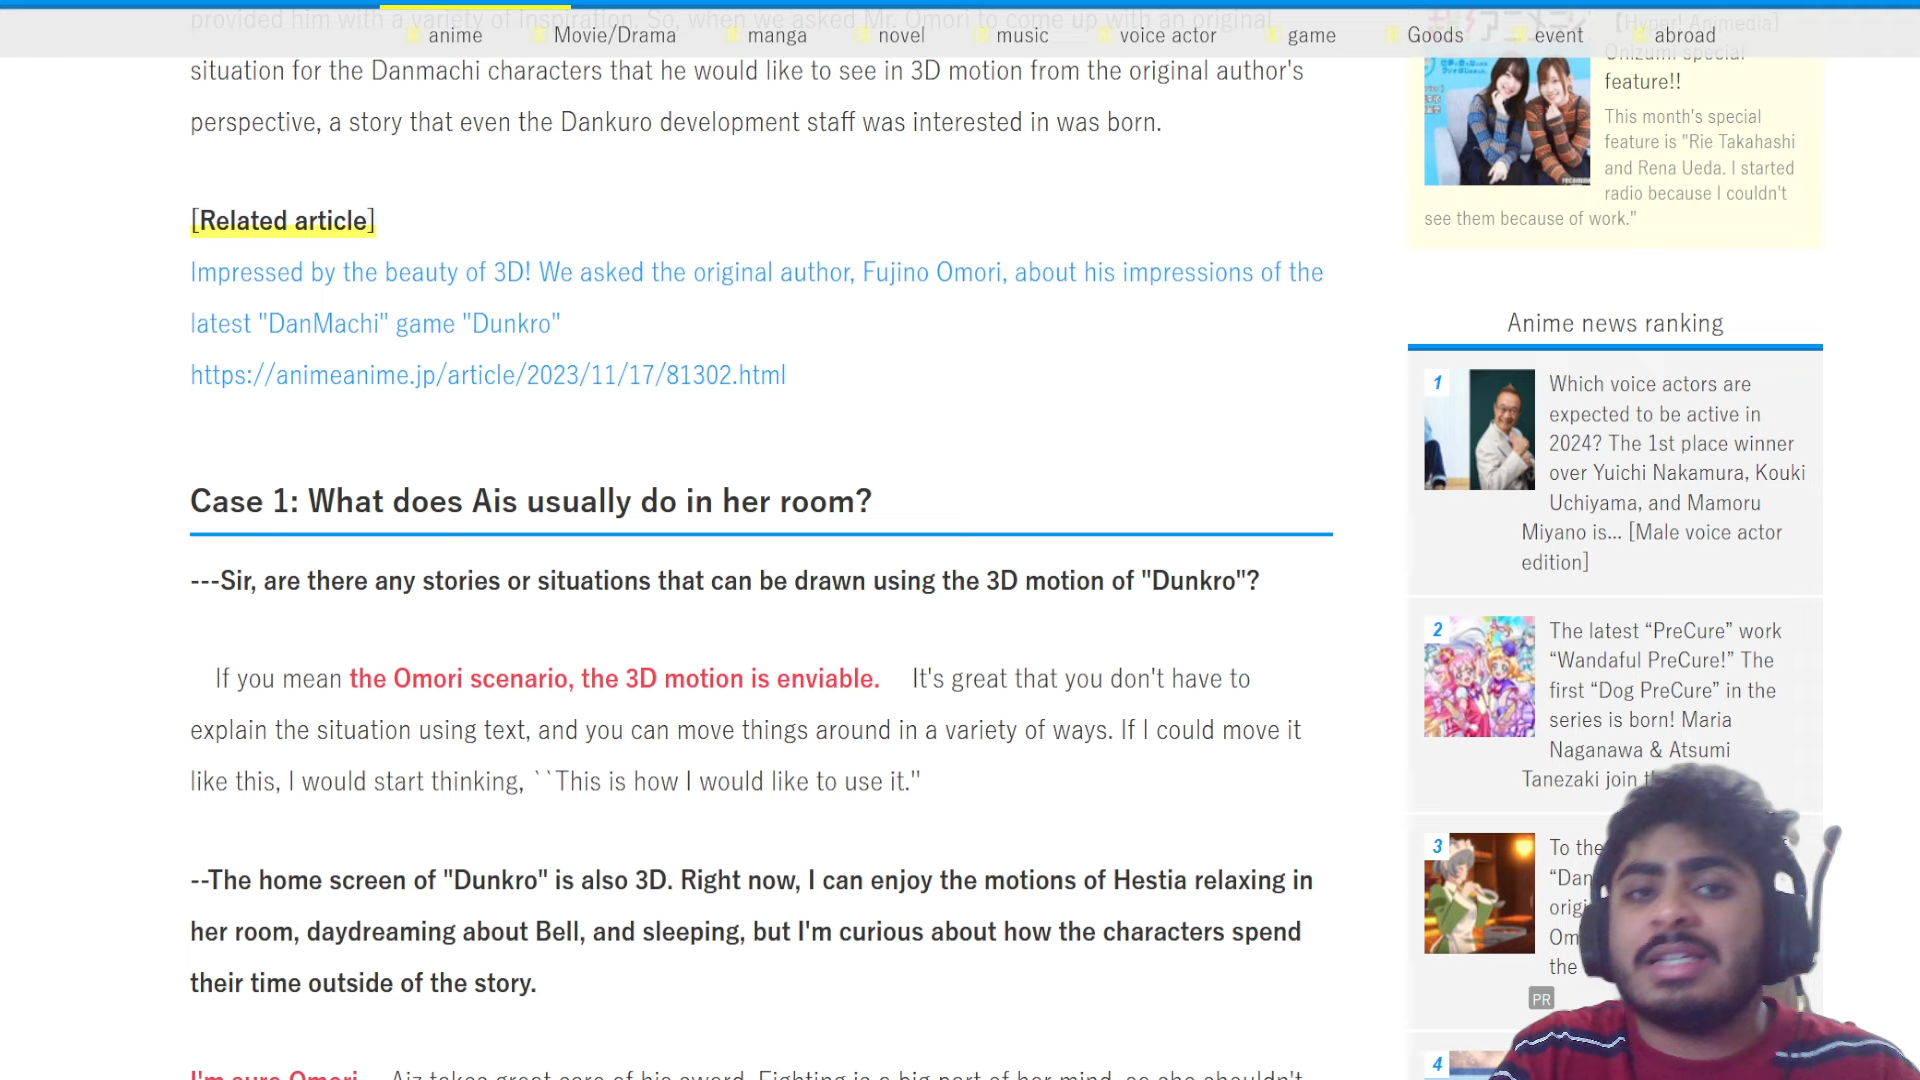 provided him with a variety of inspiration. So, when we asked Mr. Omori to come up with an original
anime
Movie/Drama
manga
novel
music
voice actor
game
Goods
event
abroad
situation for the Danmachi characters that he would like to see in 3D motion from the original author's
perspective, a story that even the Dankuro development staff was interested in was born.
[Related article]
Impressed by the beauty of 3D! We asked the original author, Fujino Omori, about his impressions of the
latest "DanMachi" game "Dunkro"
https://animeanime.jp/article/2023/11/17/81302.html
Case 1: What does Ais usually do in her room?
---Sir, are there any stories or situations that can be drawn using the 3D motion of "Dunkro"?
If you mean the Omori scenario, the 3D motion is enviable. It's great that you don't have to
explain the situation using text, and you can move things around in a variety of ways. If I could move it
like this, I would start thinking, ``This is how I would like to use it.''
--The home screen of "Dunkro" is also 3D. Right now, I can enjoy the motions of Hestia relaxing in
her room, daydreaming about Bell, and sleeping, but I'm curious about how the characters spend
their time outside of the story.
I'm sure Omori Aiz takes great care of his sword. Fighting is a big part of her mind, so she shouldn't
[Hyper! Animedia]
Onizumi special
feature!!
This month's special
feature is "Rie Takahashi
and Rena Ueda. I started
radio because I couldn't
see them because of work."
Anime news ranking
1
Which voice actors are
expected to be active in
2024? The 1st place winner
over Yuichi Nakamura, Kouki
Uchiyama, and Mamoru
Miyano is... [Male voice actor
edition]
2
The latest “PreCure” work
“Wandaful PreCure!” The
first “Dog PreCure” in the
series is born! Maria
Naganawa & Atsumi
Tanezaki join
3
To the
“Dan
origi
Om
the
PR
4